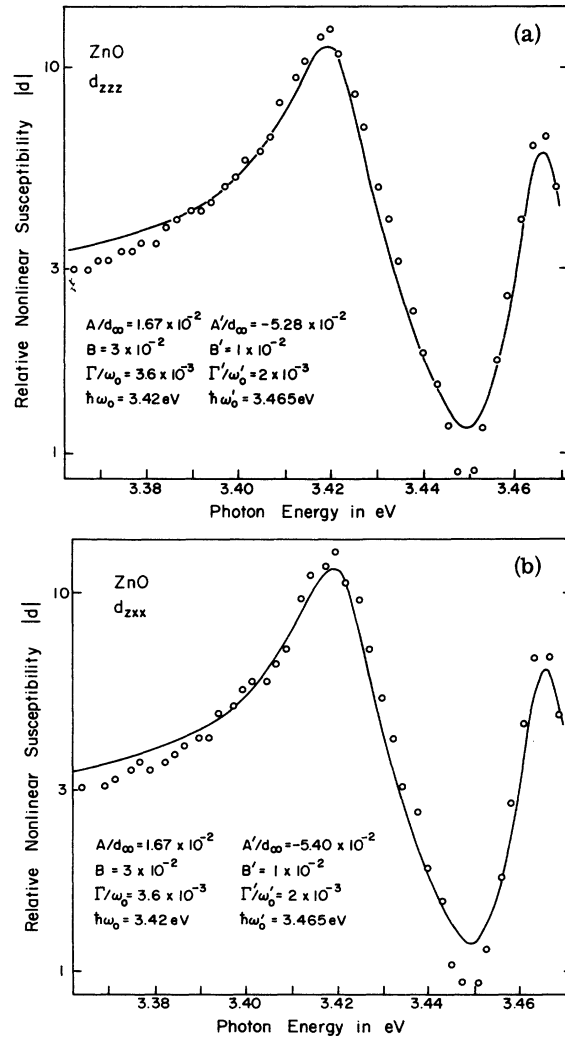 (a)
ZnO
d_zzz
Relative Nonlinear Susceptibility |d|
10
3
1
A/d∞ = 1.67 x 10⁻² A'/d∞ = -5.28 x 10⁻²
B = 3 x 10⁻² B' = 1 x 10⁻²
Γ/ω₀ = 3.6 x 10⁻³ Γ'/ω₀' = 2 x 10⁻³
ħω₀ = 3.42 eV ħω₀' = 3.465 eV
3.38 3.40 3.42 3.44 3.46
Photon Energy in eV
(b)
ZnO
d_zxx
Relative Nonlinear Susceptibility |d|
10
3
1
A/d∞ = 1.67 x 10⁻² A'/d∞ = -5.40 x 10⁻²
B = 3 x 10⁻² B' = 1 x 10⁻²
Γ/ω₀ = 3.6 x 10⁻³ Γ'/ω₀' = 2 x 10⁻³
ħω₀ = 3.42 eV ħω₀' = 3.465 eV
3.38 3.40 3.42 3.44 3.46
Photon Energy in eV